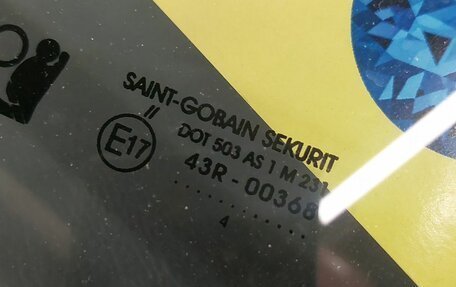 SAINT-GOBAIN SEKURIT
//
E17
DOT 503 AS 1 M 231
43R-00368
. . . . . . . . . . . . .
4